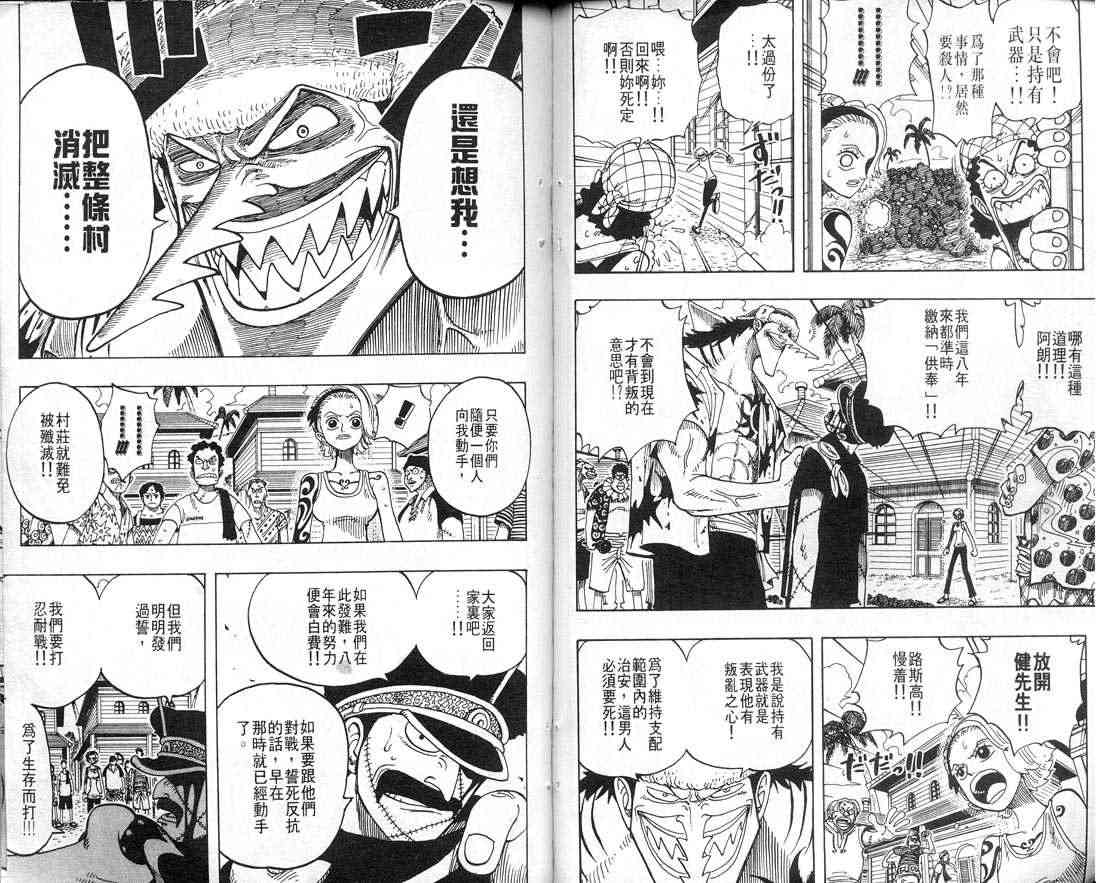 不會吧！
只是持有
武器…!!
爲了那種
事情，居然
要殺人!?
………!!!
太過份了
…!!
喂…妳…
回來啊!!
否則妳死定
啊!!
ずだっ!!
哪有這種
道理!!
阿朗!!
我們這八年
來都準時
繳納「供奉」!!
不會到現在
才有背叛的
意思吧!?
放開
健先生!!
路斯高!!
慢着!!
だだっ!!
我是說持有
武器就是
表現他有
叛亂之心！
爲了維持支配
範圍內的
治安，這男人
必須要死!!
還是想我…
把整條村
消滅……
只要你們
隨便一個人
向我動手，
!
………!!!
村莊就難免
被殲滅!!
大家返回
家裏吧
……!!
如果我們在
此發難，八
年來的努力
便會白費!!
如果要跟他們
對戰，誓死反抗
的話，早在
那時就已經動手
了。
但我們
明明發
過誓，
我們要打
忍耐戰!!
爲了生存而打!!!